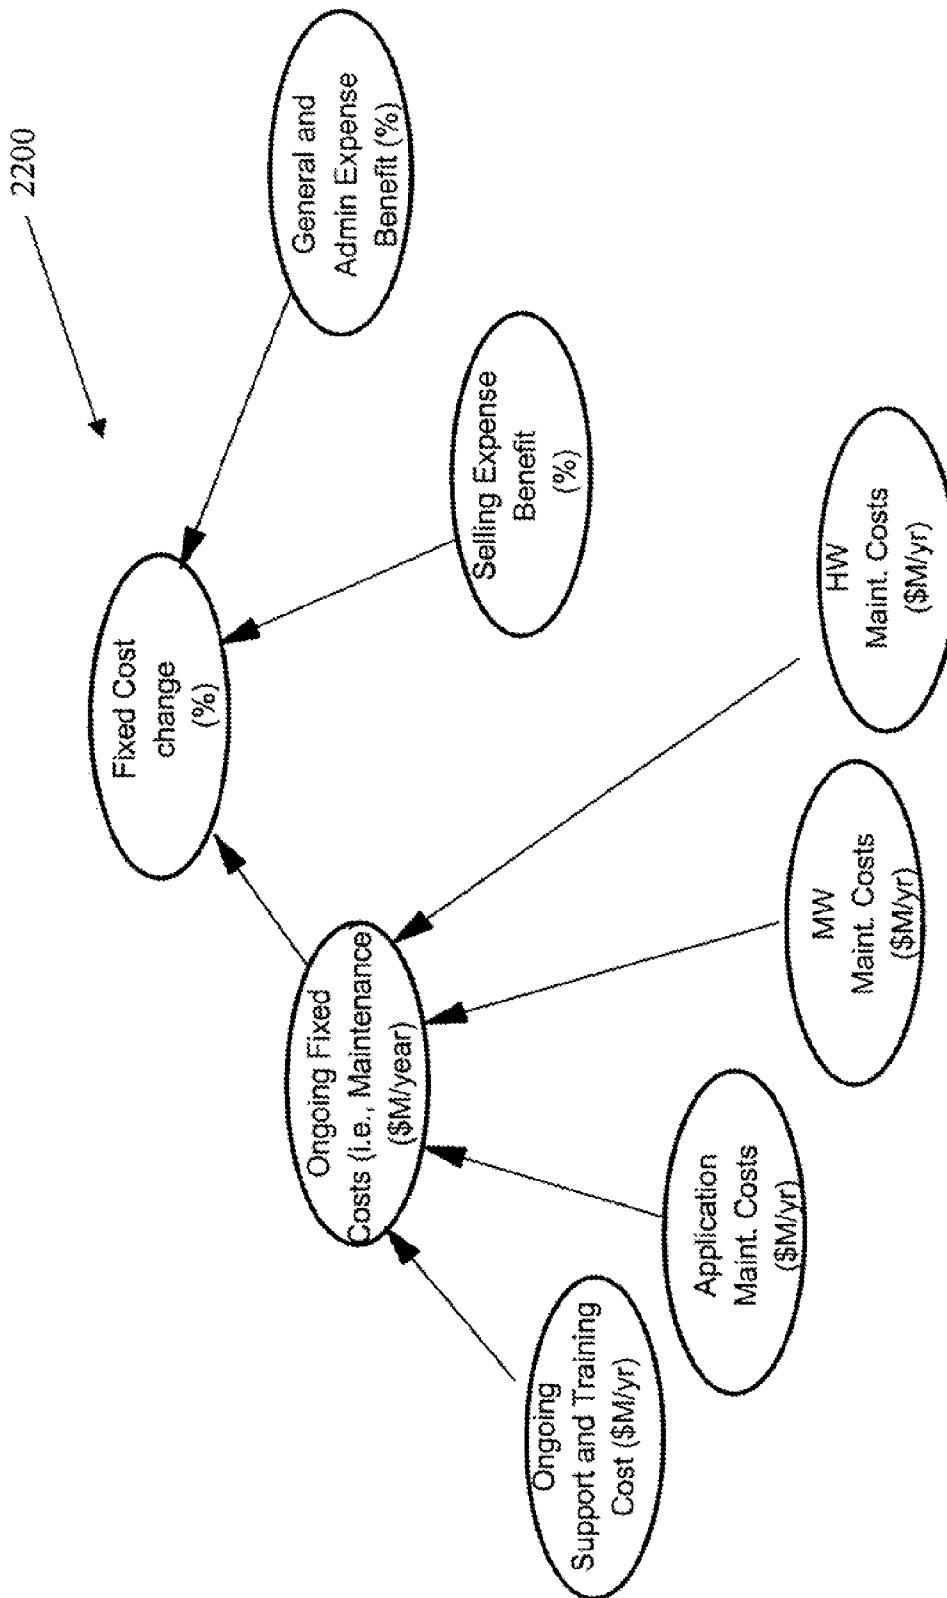 2200
Fixed Cost
change
(%)
General and
Admin Expense
Benefit (%)
Selling Expense
Benefit
(%)
Ongoing Fixed
Costs (i.e., Maintenance
($M/year)
Ongoing
Support and Training
Cost ($M/yr)
Application
Maint. Costs
($M/yr)
MW
Maint. Costs
($M/yr)
HW
Maint. Costs
($M/yr)